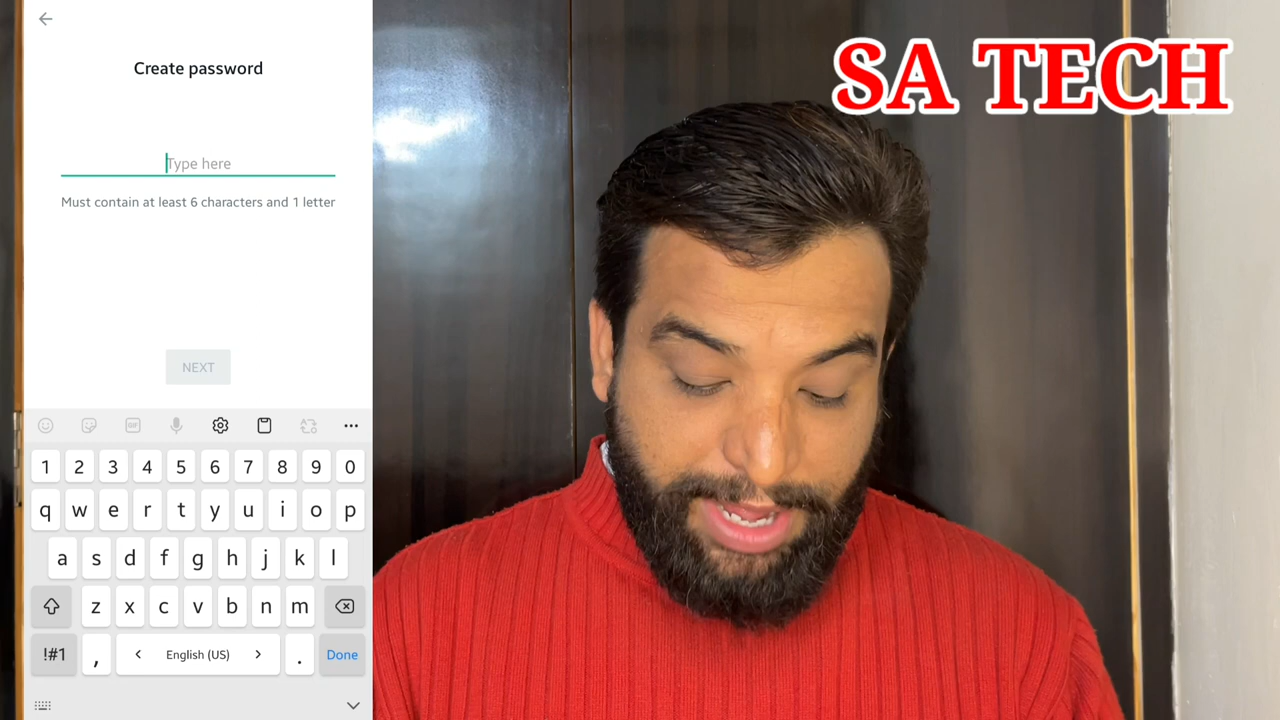 Create password
Type here
Must contain at least 6 characters and 1 letter
NEXT
GIF
1 2 3 4 5 6 7 8 9 0
q w e r t y u i o p
a s d f g h j k l
z x c v b n m
!#1 , < English (US) > . Done
SA TECH